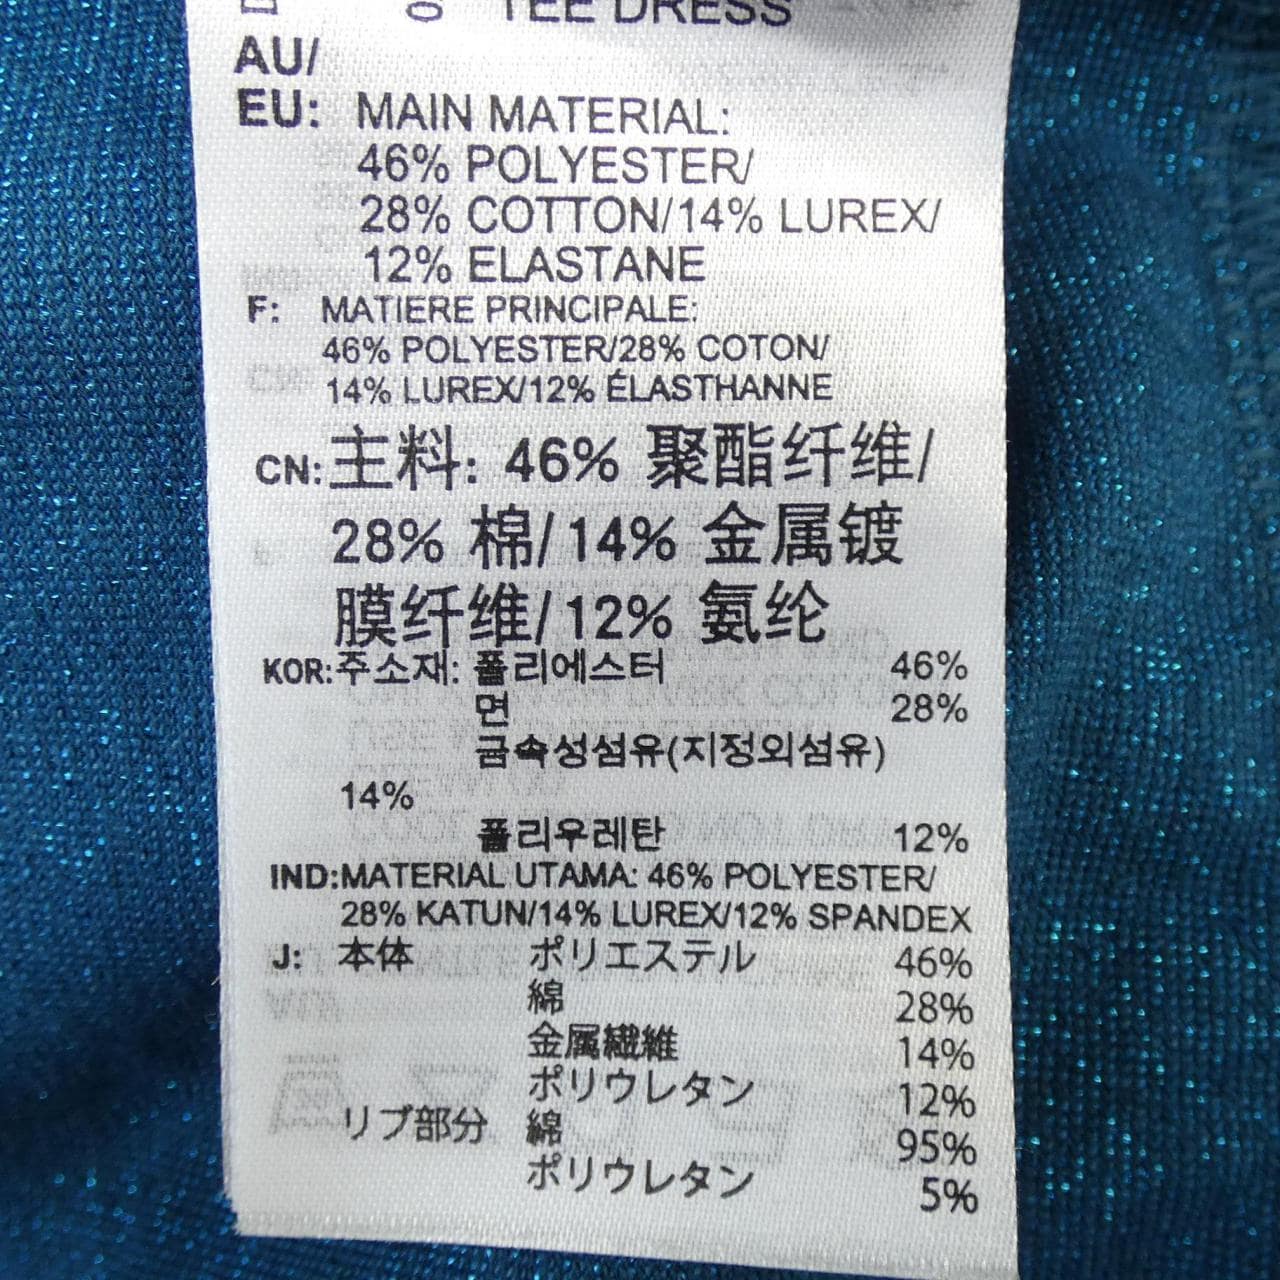 TEE DRESS
AU/
EU: MAIN MATERIAL:
46% POLYESTER/
28% COTTON/14% LUREX/
12% ELASTANE
F: MATIERE PRINCIPALE:
46% POLYESTER/28% COTON/
14% LUREX/12% ÉLASTHANNE
CN: 主料: 46% 聚酯纤维/
28% 棉/14% 金属镀
膜纤维/12% 氨纶
KOR: 주소재: 폴리에스터 46%
면 28%
금속성섬유(지정외섬유)
14%
폴리우레탄 12%
IND:MATERIAL UTAMA: 46% POLYESTER/
28% KATUN/14% LUREX/12% SPANDEX
J: 本体 ポリエステル 46%
綿 28%
金属繊維 14%
ポリウレタン 12%
リブ部分 綿 95%
ポリウレタン 5%